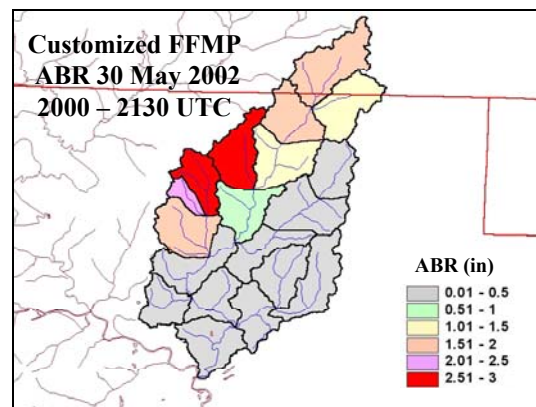 Customized FFMP
ABR 30 May 2002
2000 – 2130 UTC
ABR (in)
0.01 - 0.5
0.51 - 1
1.01 - 1.5
1.51 - 2
2.01 - 2.5
2.51 - 3